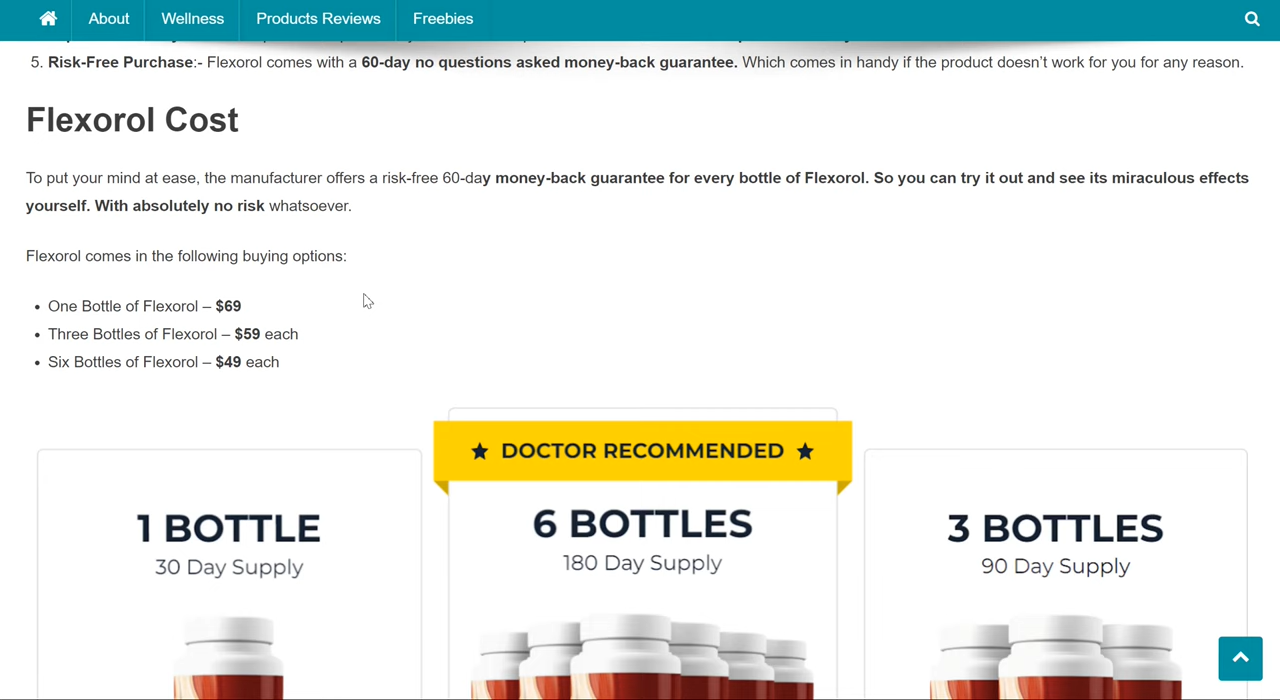 About Wellness Products Reviews Freebies
5. Risk-Free Purchase:- Flexorol comes with a 60-day no questions asked money-back guarantee. Which comes in handy if the product doesn’t work for you for any reason.
Flexorol Cost
To put your mind at ease, the manufacturer offers a risk-free 60-day money-back guarantee for every bottle of Flexorol. So you can try it out and see its miraculous effects
yourself. With absolutely no risk whatsoever.
Flexorol comes in the following buying options:
• One Bottle of Flexorol – $69
• Three Bottles of Flexorol – $59 each
• Six Bottles of Flexorol – $49 each
★ DOCTOR RECOMMENDED ★
1 BOTTLE
30 Day Supply
6 BOTTLES
180 Day Supply
3 BOTTLES
90 Day Supply